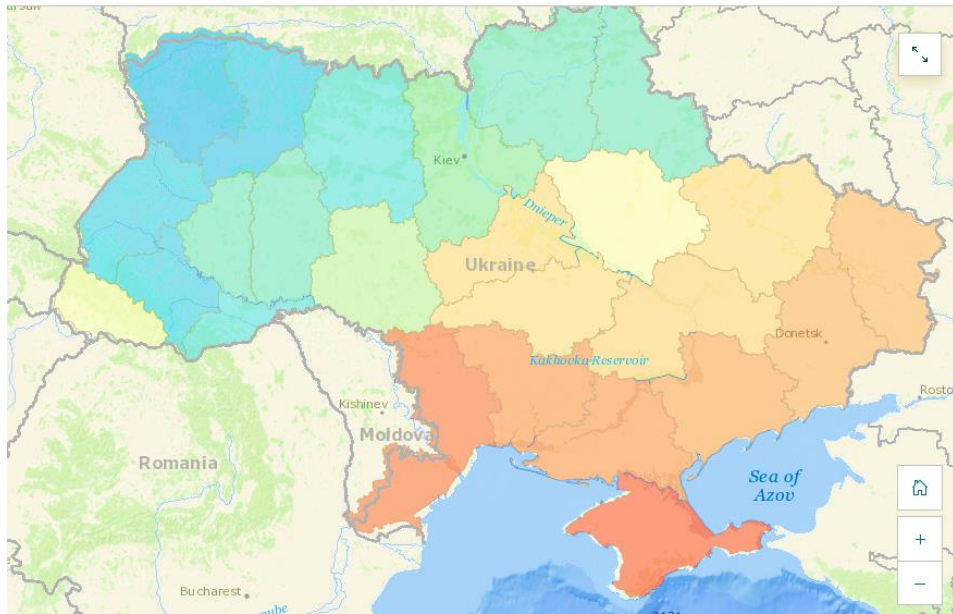 Kiev
Dnieper
Ukraine
Donetsk
Kakhovka Reservoir
Rosto
Kishinev
Moldova
Romania
Sea of
Azov
Bucharest
+
−